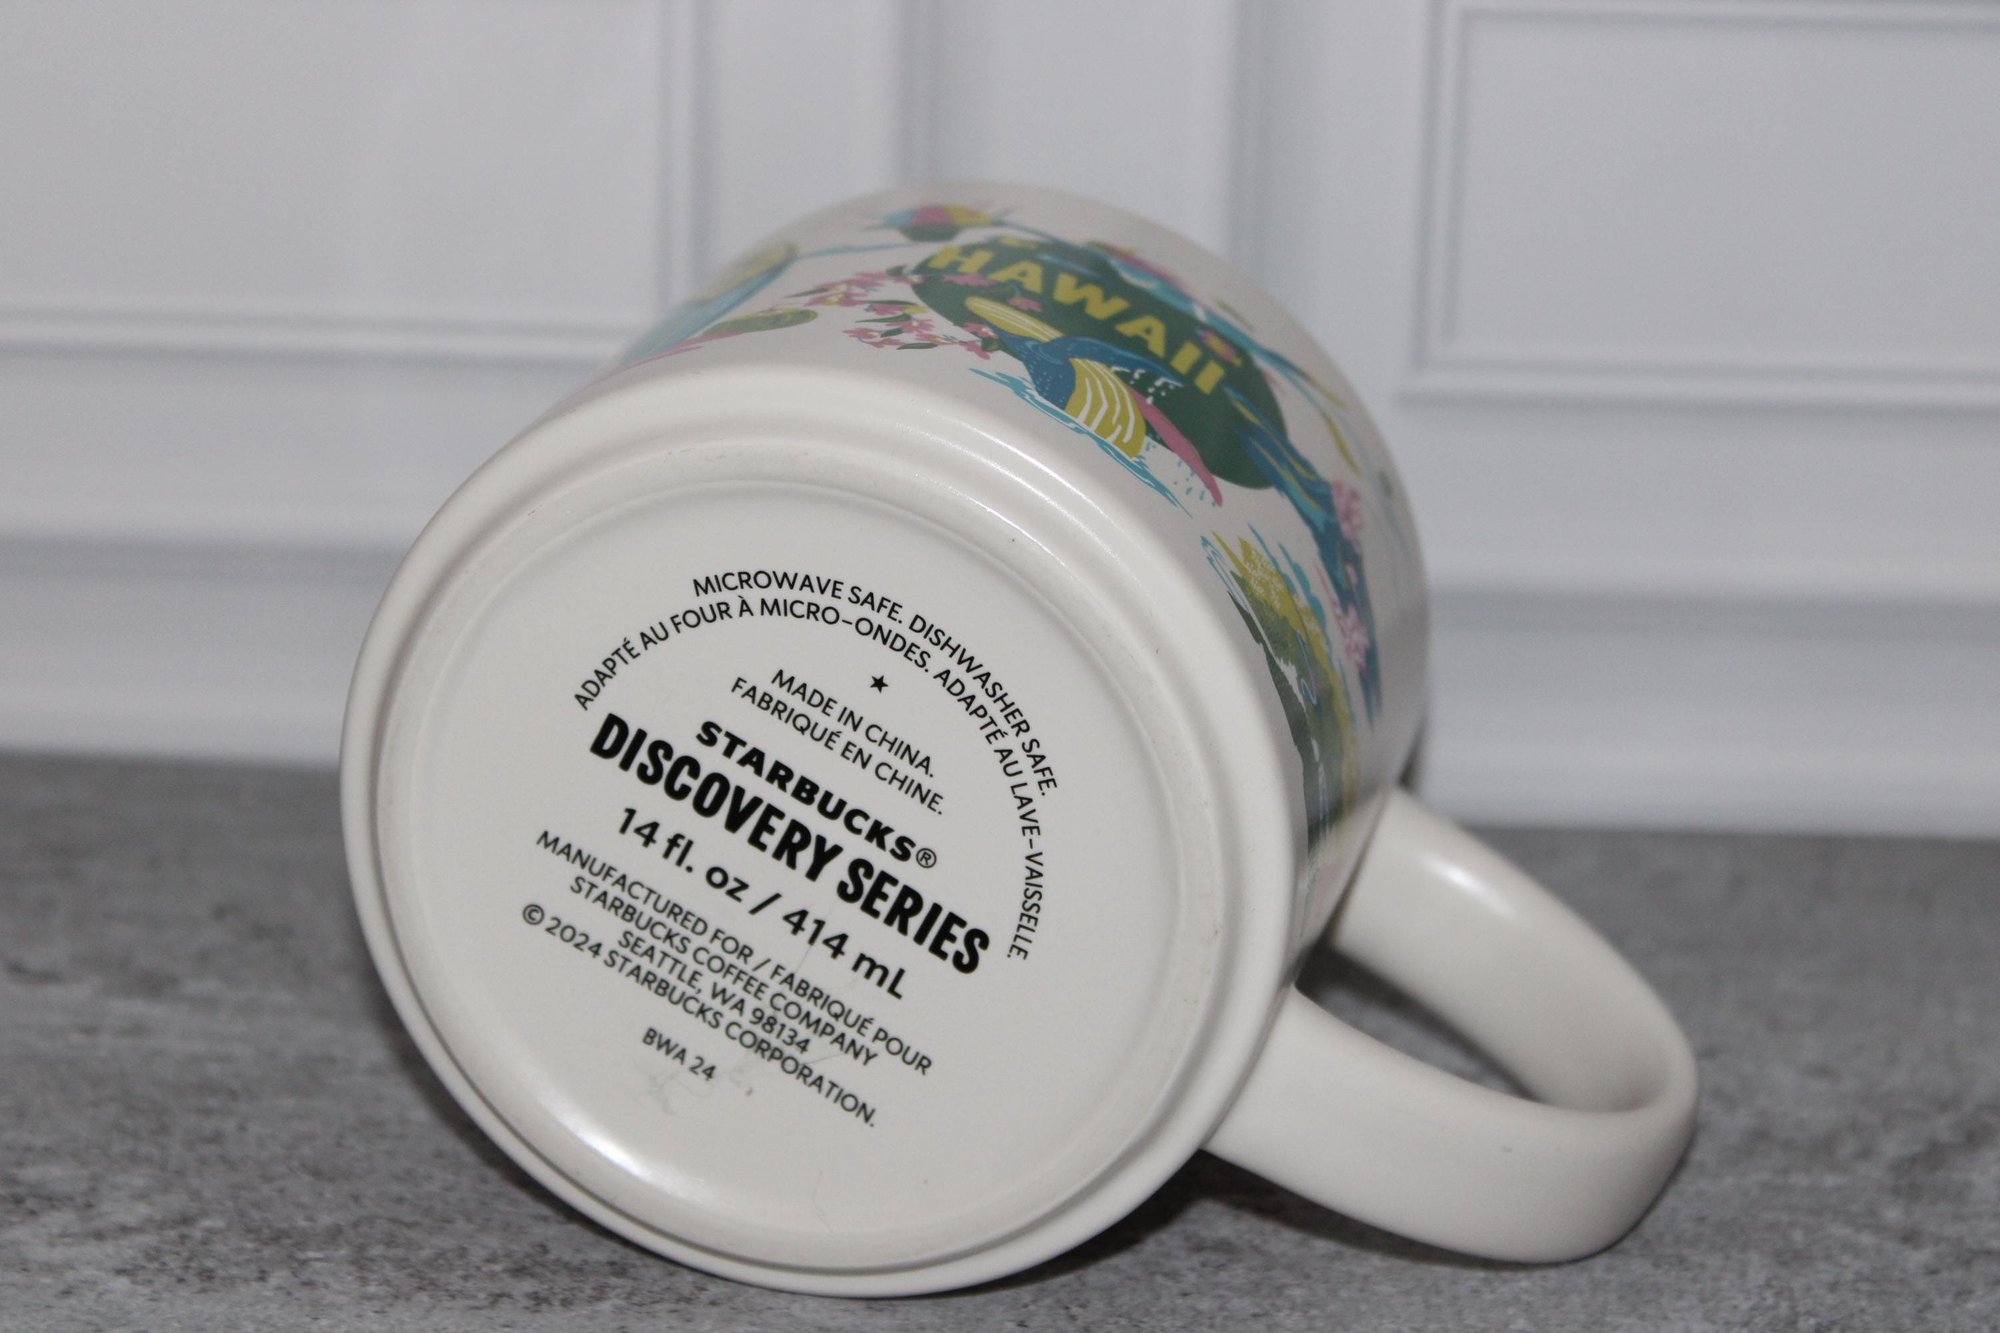 HAWAII
MICROWAVE SAFE. DISHWASHER SAFE.
ADAPTÉ AU FOUR À MICRO-ONDES. ADAPTÉ AU LAVE-VAISSELLE.
★
MADE IN CHINA.
FABRIQUÉ EN CHINE.
STARBUCKS®
DISCOVERY SERIES
14 fl. oz / 414 mL
MANUFACTURED FOR / FABRIQUÉ POUR
STARBUCKS COFFEE COMPANY
SEATTLE, WA 98134
© 2024 STARBUCKS CORPORATION.
BWA 24